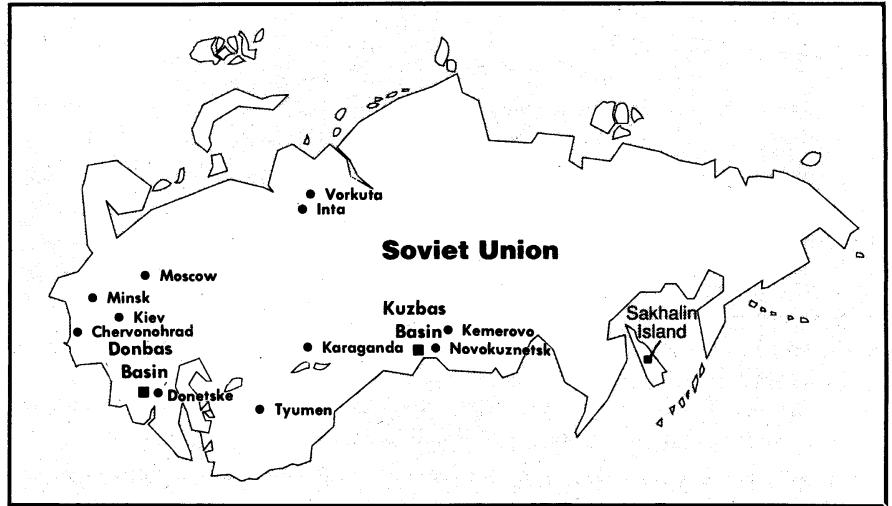 Vorkuta
Inta
Soviet Union
Moscow
Minsk
Kiev
Chervonohrad
Donbas
Basin
Donetske
Kuzbas
Basin
Kemerovo
Karaganda
Novokuznetsk
Tyumen
Sakhalin
Island